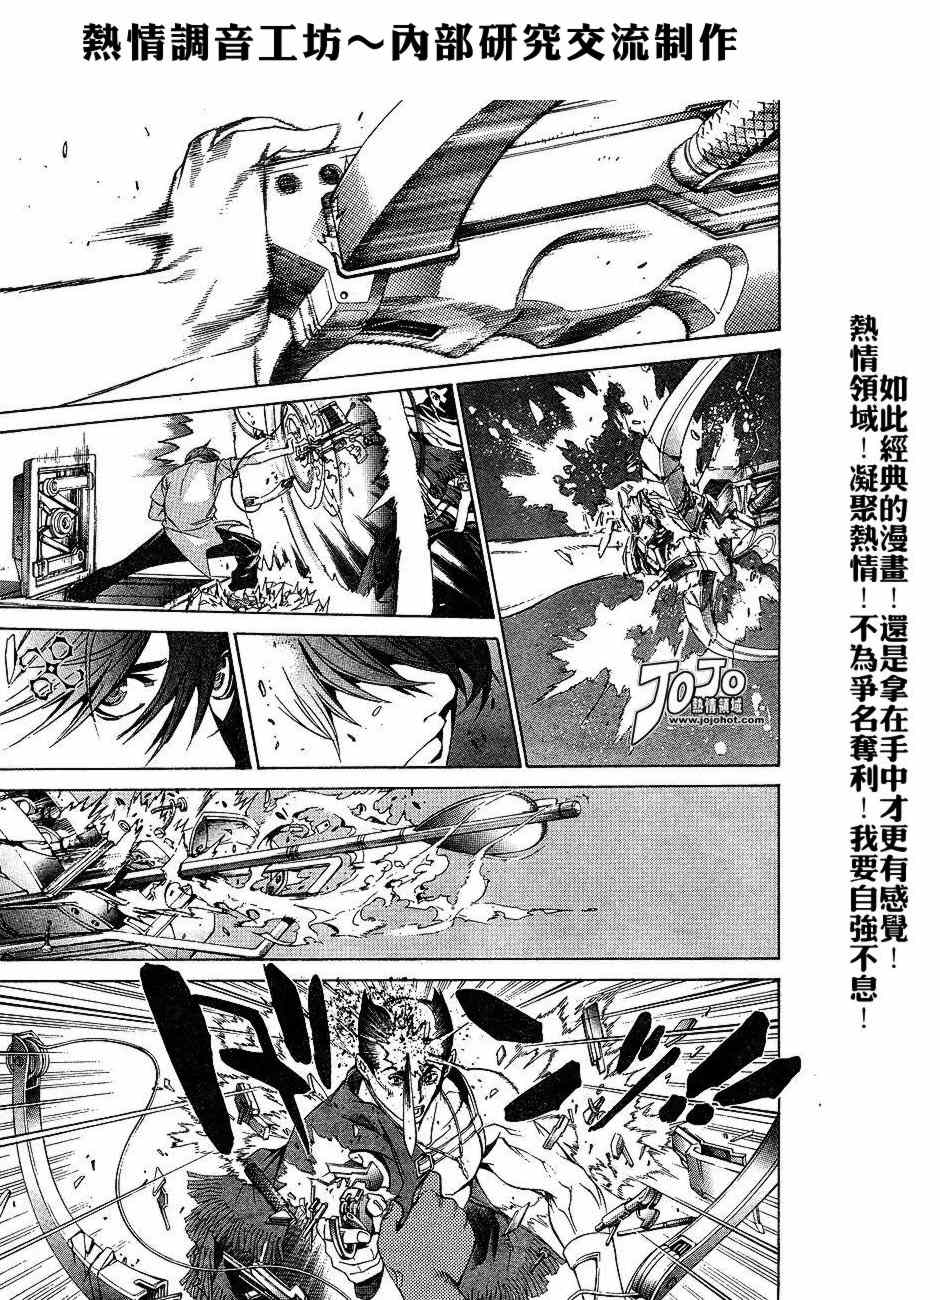 熱情調音工坊～內部研究交流制作
如此經典的漫畫！還是拿在手中才更有感覺！
熱情領域！凝聚熱情！不為爭名奪利！我要自強不息！
JOJO
熱情領域
www.jojohot.com
ドンッ!!